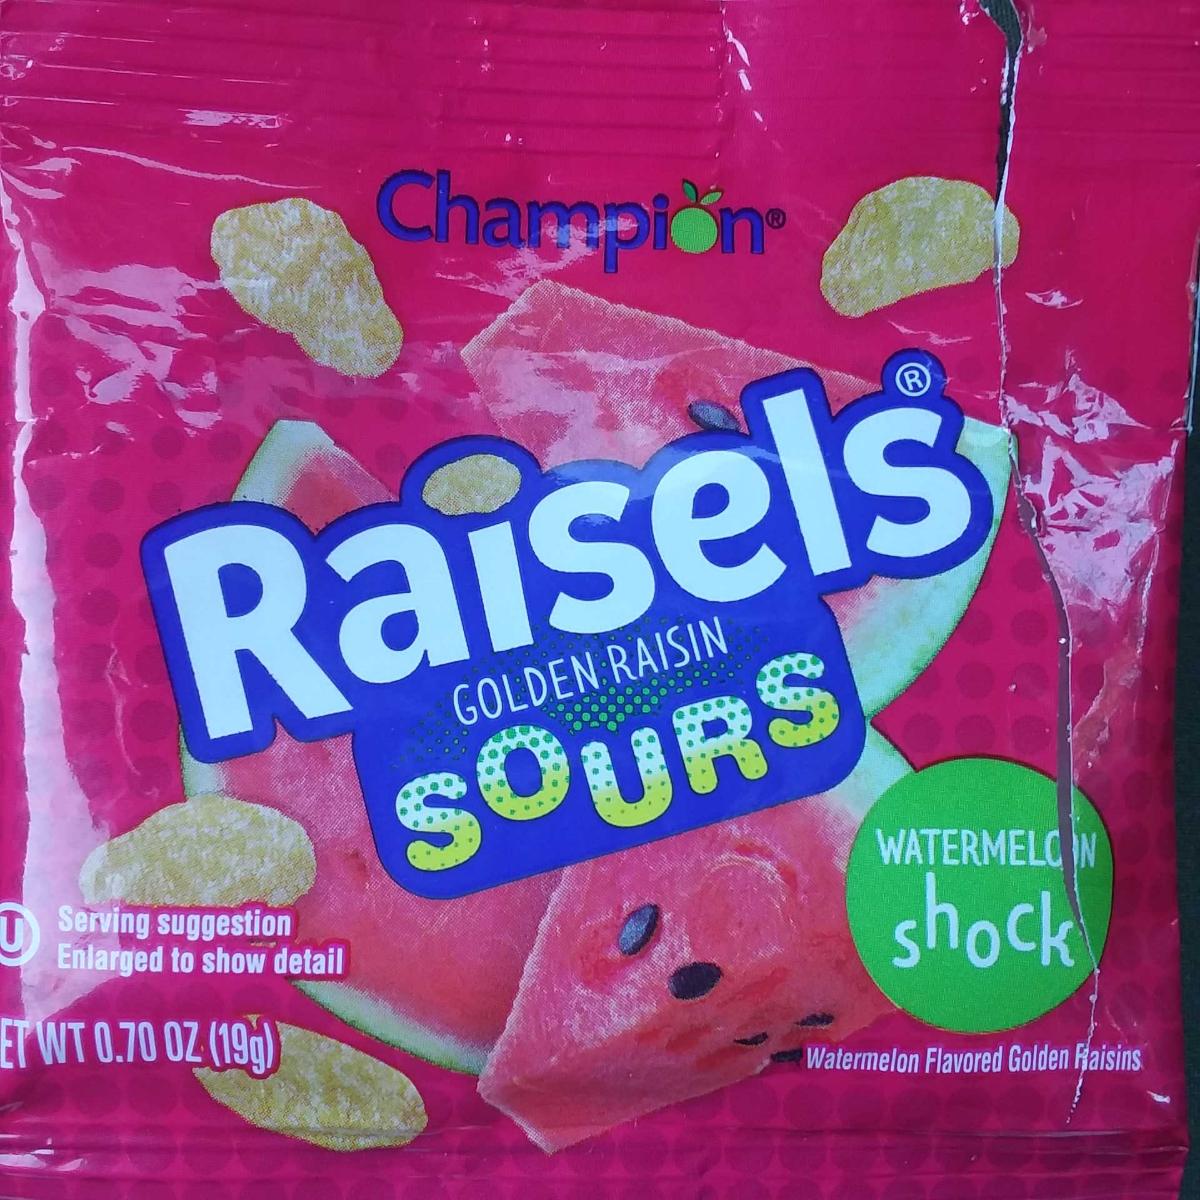 Champion®
Raisels®
GOLDEN RAISIN
SOURS
WATERMELON
shock
U Serving suggestion
Enlarged to show detail
ET WT 0.70 OZ (19g)
Watermelon Flavored Golden Raisins